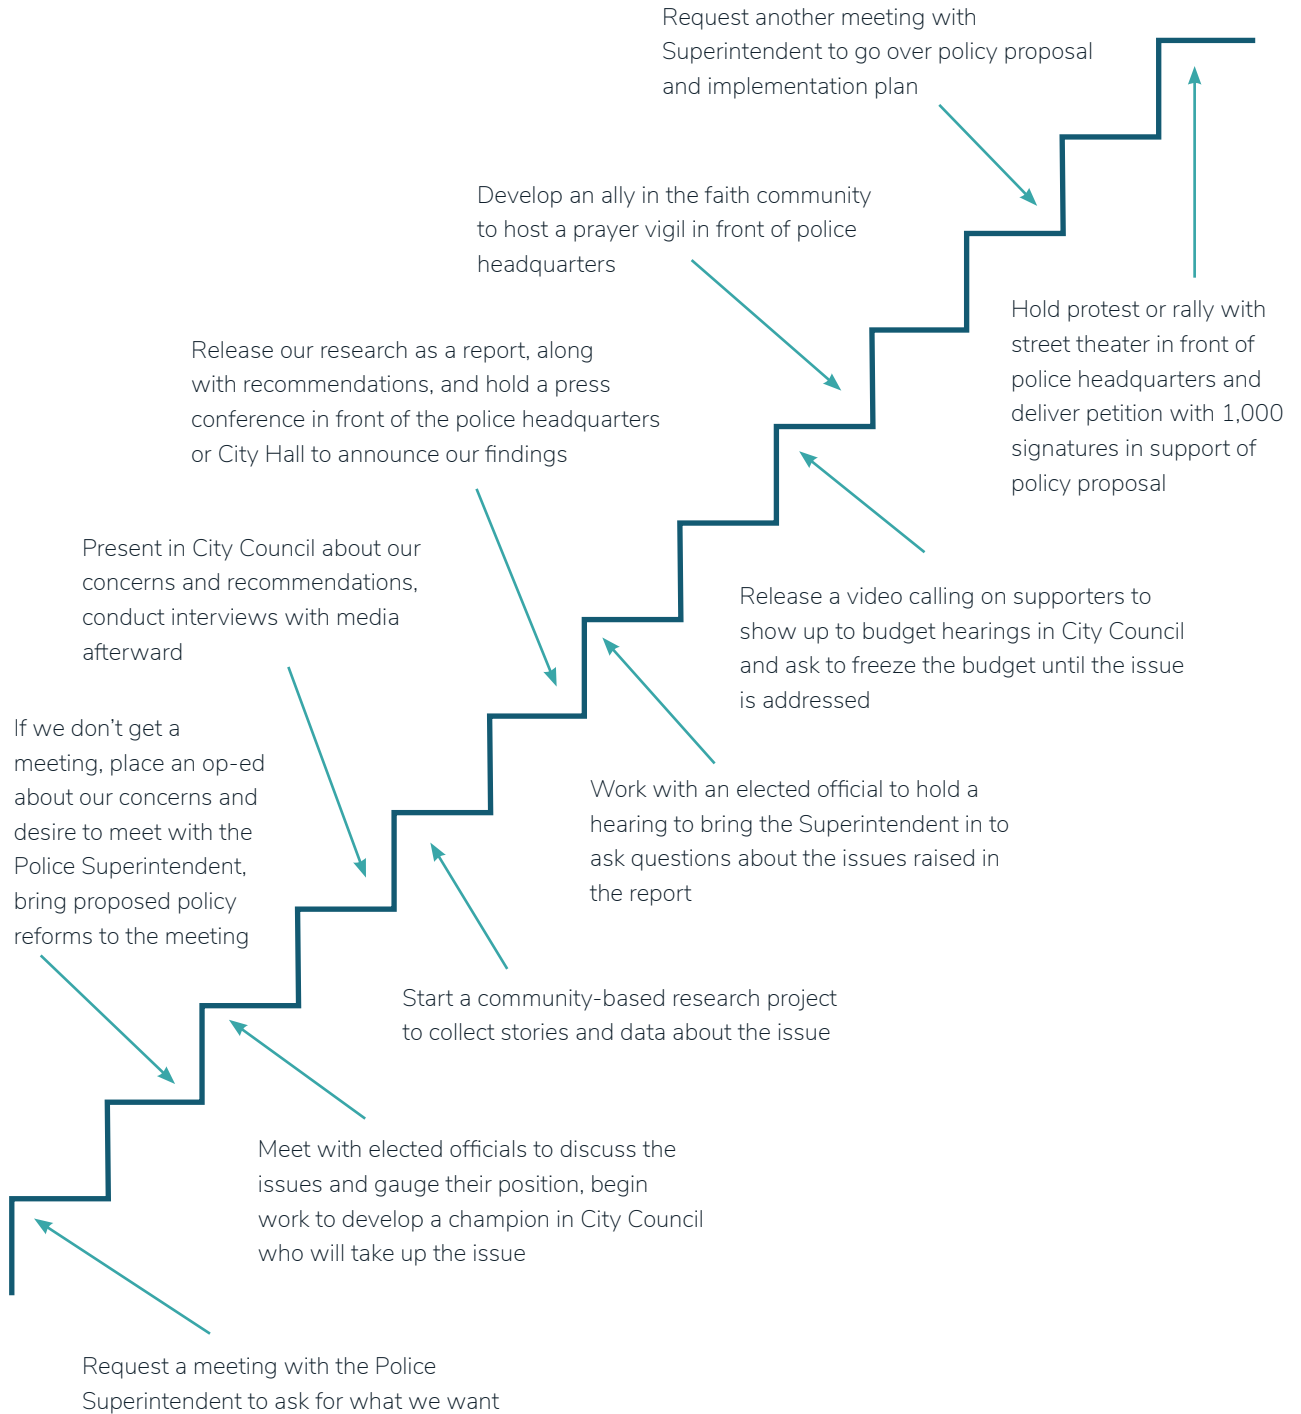 Request another meeting with
Superintendent to go over policy proposal
and implementation plan
Develop an ally in the faith community
to host a prayer vigil in front of police
headquarters
Hold protest or rally with
street theater in front of
police headquarters and
deliver petition with 1,000
signatures in support of
policy proposal
Release our research as a report, along
with recommendations, and hold a press
conference in front of the police headquarters
or City Hall to announce our findings
Present in City Council about our
concerns and recommendations,
conduct interviews with media
afterward
Release a video calling on supporters to
show up to budget hearings in City Council
and ask to freeze the budget until the issue
is addressed
If we don’t get a
meeting, place an op-ed
about our concerns and
desire to meet with the
Police Superintendent,
bring proposed policy
reforms to the meeting
Work with an elected official to hold a
hearing to bring the Superintendent in to
ask questions about the issues raised in
the report
Start a community-based research project
to collect stories and data about the issue
Meet with elected officials to discuss the
issues and gauge their position, begin
work to develop a champion in City Council
who will take up the issue
Request a meeting with the Police
Superintendent to ask for what we want